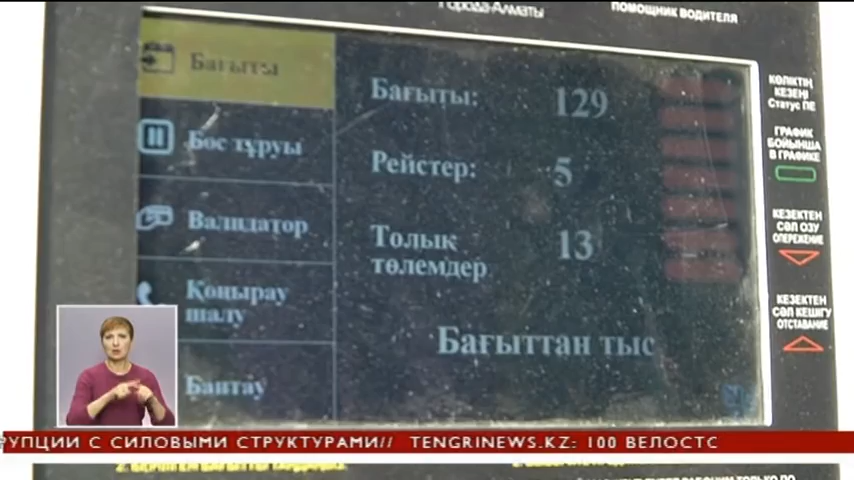 Города Алматы
ПОМОЩНИК ВОДИТЕЛЯ
Бағыты
Бос тұруы
Валидатор
Қоңырау
шалу
Баптау
Бағыты: 129
Рейстер: 5
Толық
төлемдер 13
Бағыттан тыс
КӨЛІКТІҢ
КЕЗЕҢІ
Статус ПЕ
ГРАФИК
БОЙЫНША
В ГРАФИКЕ
КЕЗЕКТЕН
СӘЛ ОЗУ
ОПЕРЕЖЕНИЕ
КЕЗЕКТЕН
СӘЛ КЕШІГУ
ОТСТАВАНИЕ
РУПЦИИ С СИЛОВЫМИ СТРУКТУРАМИ// TENGRINEWS.KZ: 100 ВЕЛОСТС